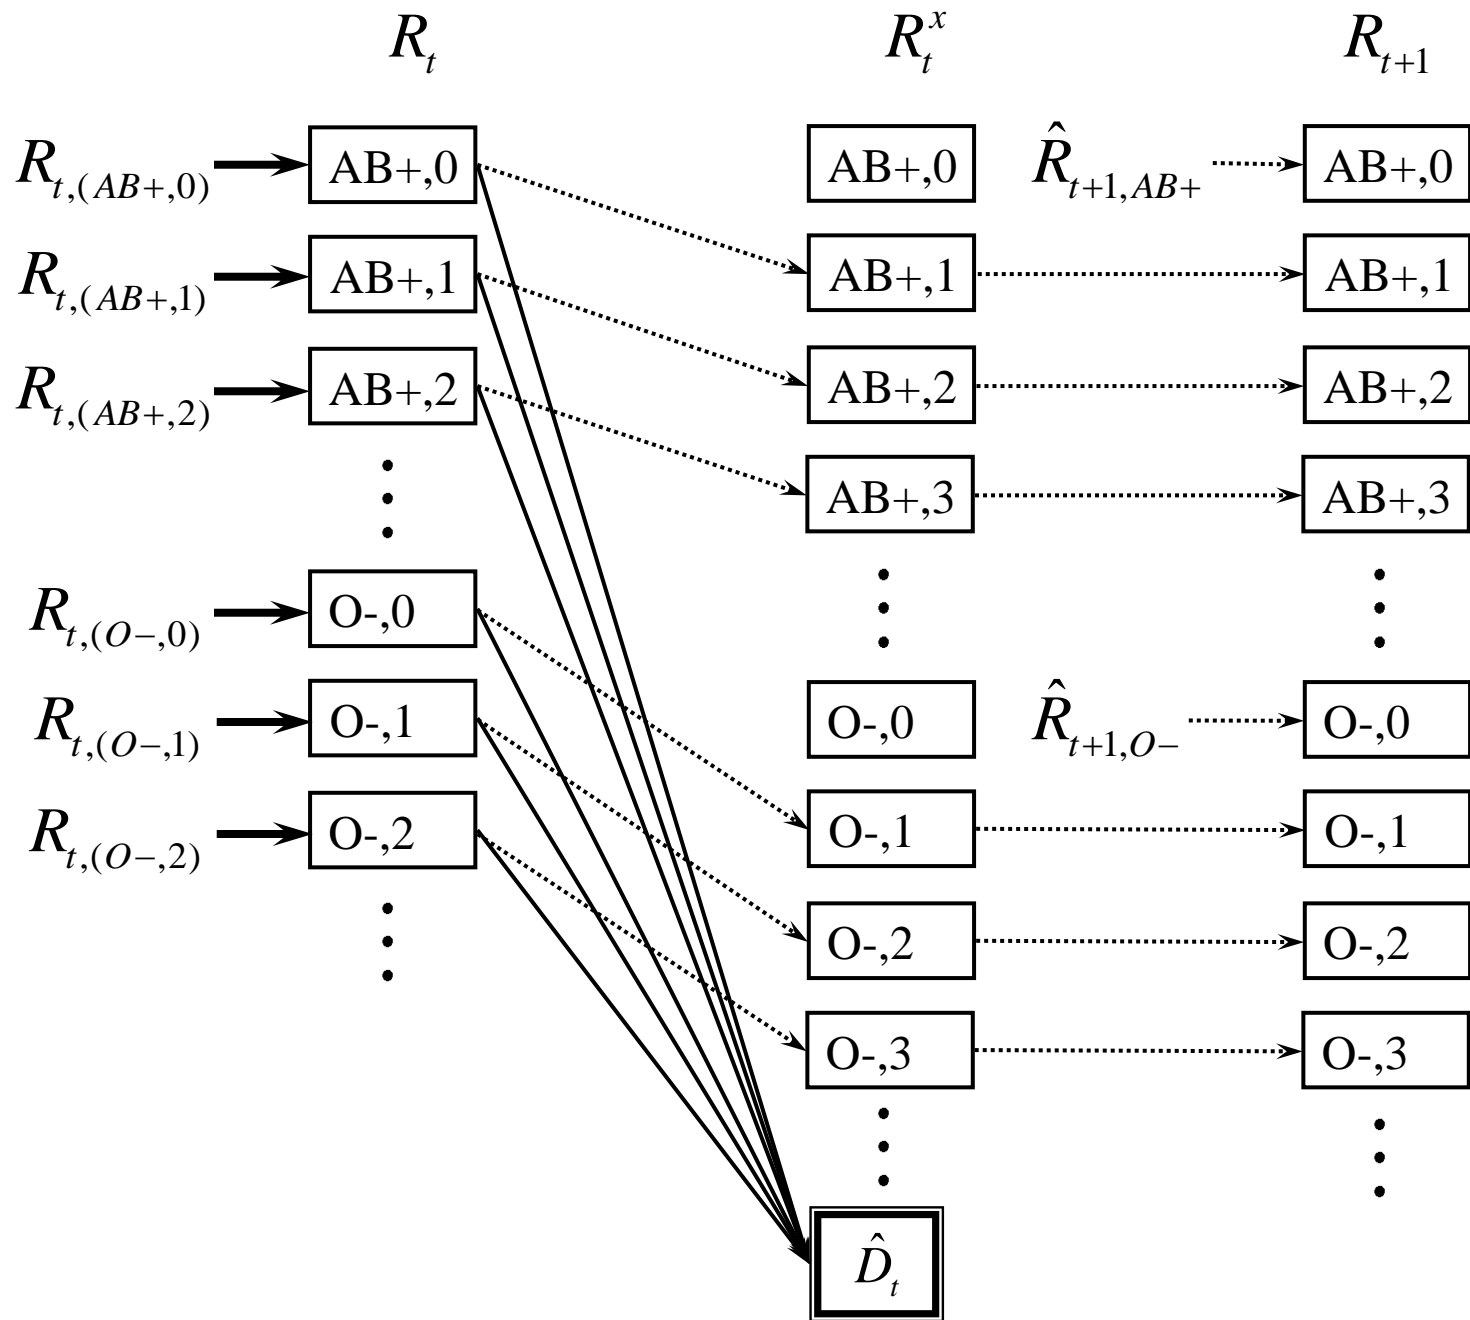 R_t R_t^x R_{t+1}
R_{t,(AB+,0)} AB+,0 AB+,0 R̂_{t+1,AB+} AB+,0
R_{t,(AB+,1)} AB+,1 AB+,1 AB+,1
R_{t,(AB+,2)} AB+,2 AB+,2 AB+,2
AB+,3 AB+,3
R_{t,(O-,0)} O-,0
R_{t,(O-,1)} O-,1 O-,0 R̂_{t+1,O-} O-,0
R_{t,(O-,2)} O-,2 O-,1 O-,1
O-,2 O-,2
O-,3 O-,3
D̂_t